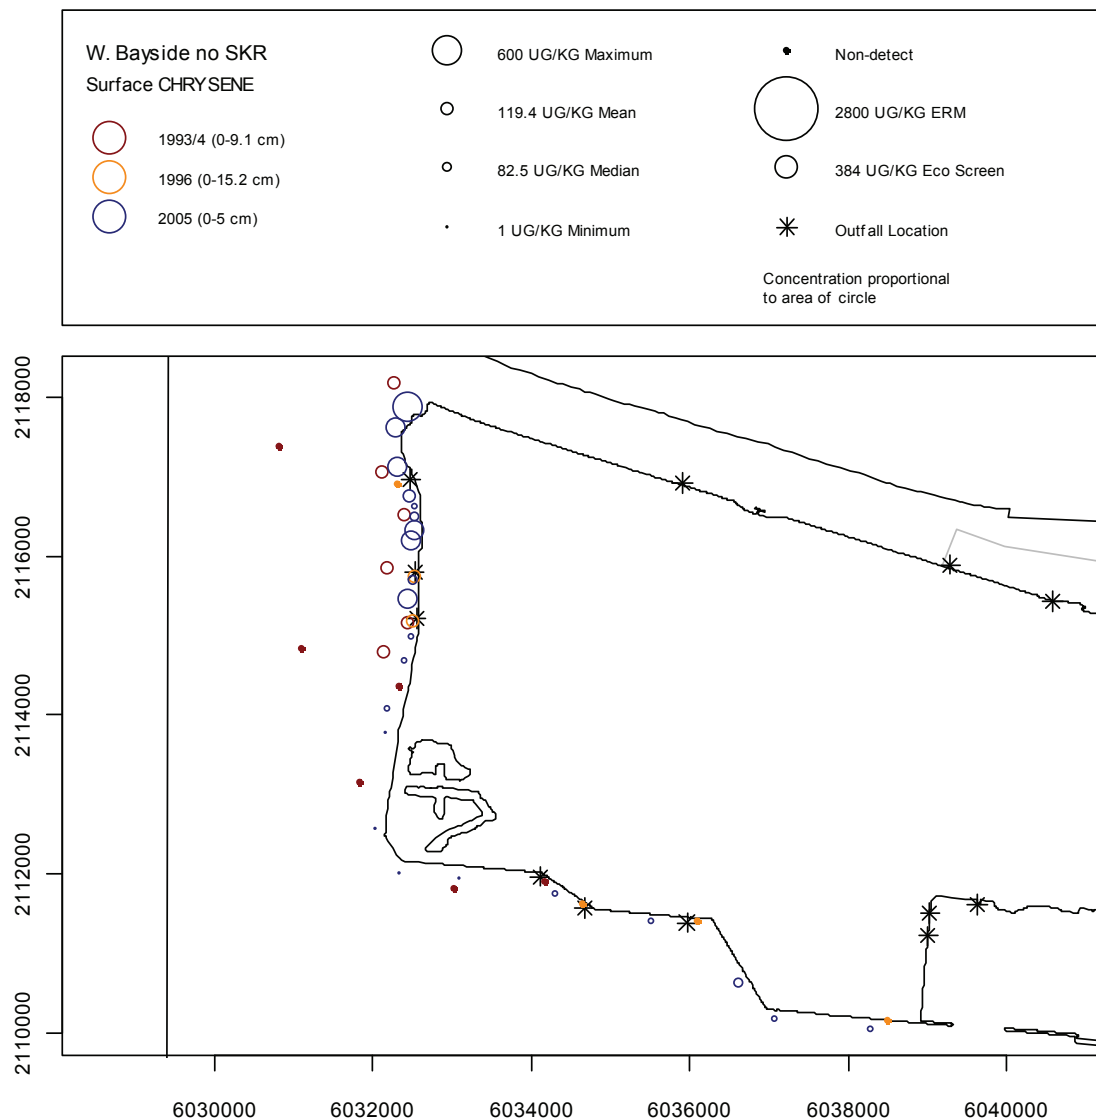 W. Bayside no SKR
Surface CHRYSENE
1993/4 (0-9.1 cm)
1996 (0-15.2 cm)
2005 (0-5 cm)
600 UG/KG Maximum
119.4 UG/KG Mean
82.5 UG/KG Median
1 UG/KG Minimum
Non-detect
2800 UG/KG ERM
384 UG/KG Eco Screen
Outfall Location
Concentration proportional
to area of circle
2118000
2116000
2114000
2112000
2110000
6030000 6032000 6034000 6036000 6038000 6040000